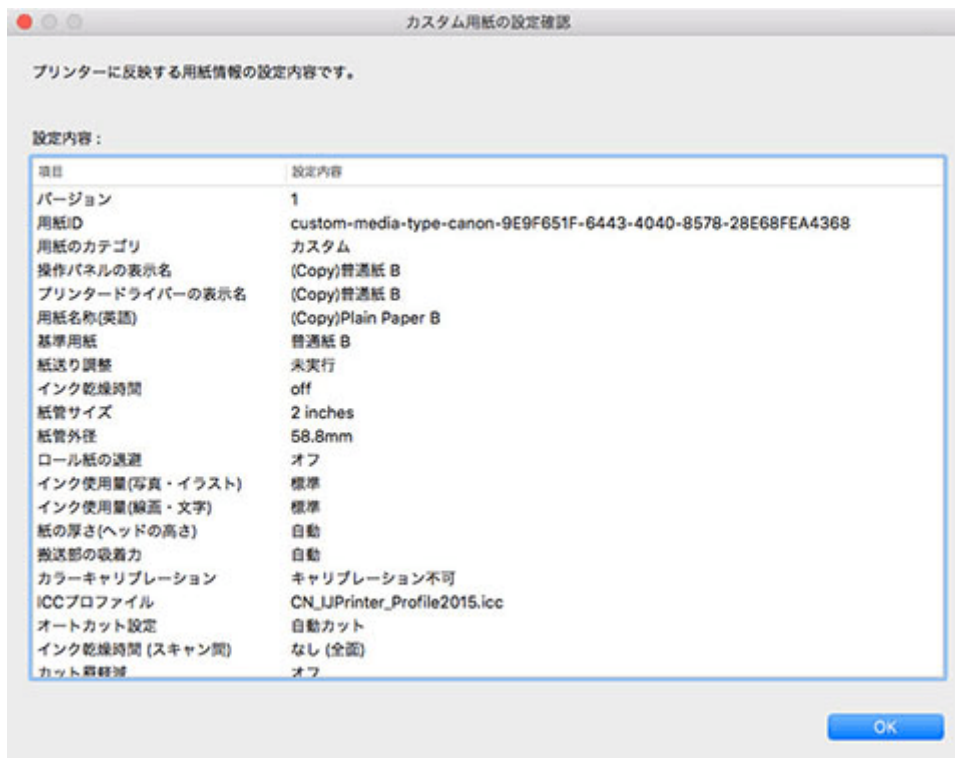 カスタム用紙の設定確認
プリンターに反映する用紙情報の設定内容です。
設定内容：
項目 設定内容
バージョン 1
用紙ID custom-media-type-canon-9E9F651F-6443-4040-8578-28E68FEA4368
用紙のカテゴリ カスタム
操作パネルの表示名 (Copy)普通紙 B
プリンタードライバーの表示名 (Copy)普通紙 B
用紙名称(英語) (Copy)Plain Paper B
基準用紙 普通紙 B
紙送り調整 未実行
インク乾燥時間 off
紙管サイズ 2 inches
紙管外径 58.8mm
ロール紙の退避 オフ
インク使用量(写真・イラスト) 標準
インク使用量(線画・文字) 標準
紙の厚さ(ヘッドの高さ) 自動
搬送部の吸着力 自動
カラーキャリブレーション キャリブレーション不可
ICCプロファイル CN_IJPrinter_Profile2015.icc
オートカット設定 自動カット
インク乾燥時間 (スキャン間) なし (全面)
カット屑軽減 オフ
OK